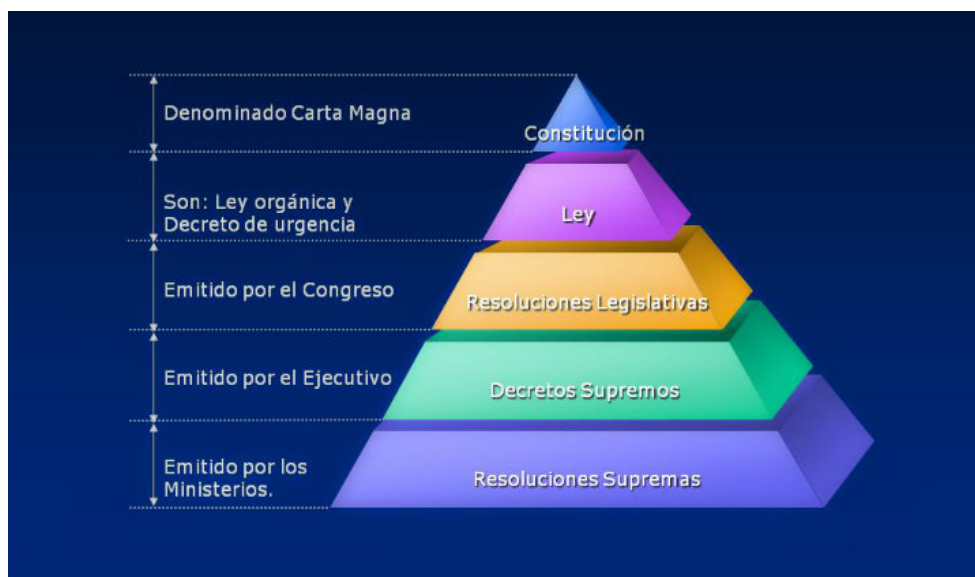 Denominado Carta Magna
Constitución
Son: Ley orgánica y
Decreto de urgencia
Ley
Emitido por el Congreso
Resoluciones Legislativas
Emitido por el Ejecutivo
Decretos Supremos
Emitido por los
Ministerios.
Resoluciones Supremas